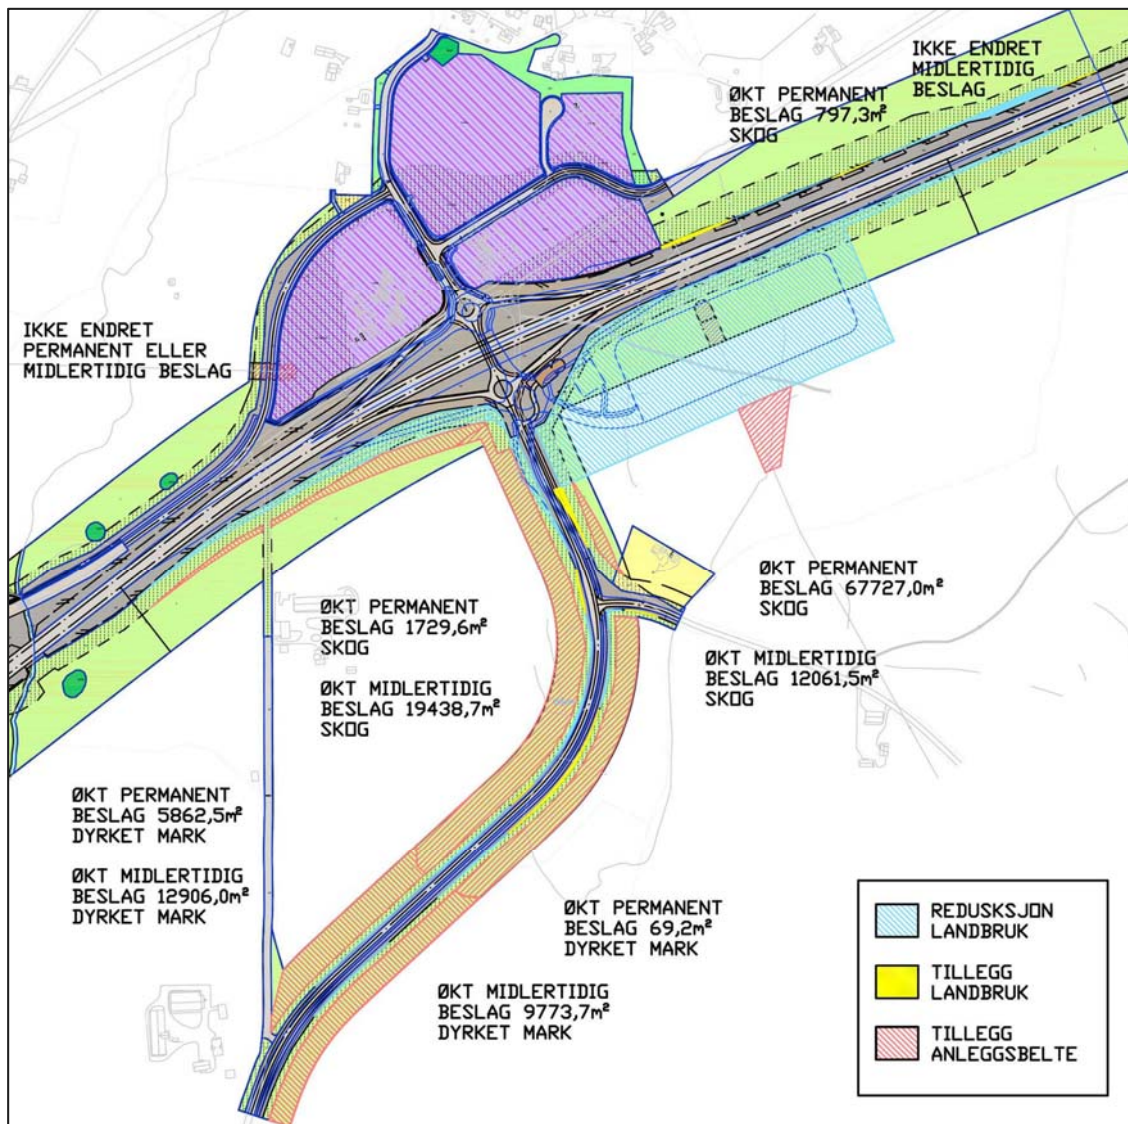 IKKE ENDRET
MIDLERTIDIG
BESLAG
ØKT PERMANENT
BESLAG 797,3m²
SKOG
IKKE ENDRET
PERMANENT ELLER
MIDLERTIDIG BESLAG
ØKT PERMANENT
BESLAG 67727,0m²
SKOG
ØKT PERMANENT
BESLAG 1729,6m²
SKOG
ØKT MIDLERTIDIG
BESLAG 12061,5m²
SKOG
ØKT MIDLERTIDIG
BESLAG 19438,7m²
SKOG
ØKT PERMANENT
BESLAG 5862,5m²
DYRKET MARK
ØKT MIDLERTIDIG
BESLAG 12906,0m²
DYRKET MARK
ØKT PERMANENT
BESLAG 69,2m²
DYRKET MARK
ØKT MIDLERTIDIG
BESLAG 9773,7m²
DYRKET MARK
REDUSKSJON
LANDBRUK
TILLEGG
LANDBRUK
TILLEGG
ANLEGGSBELTE